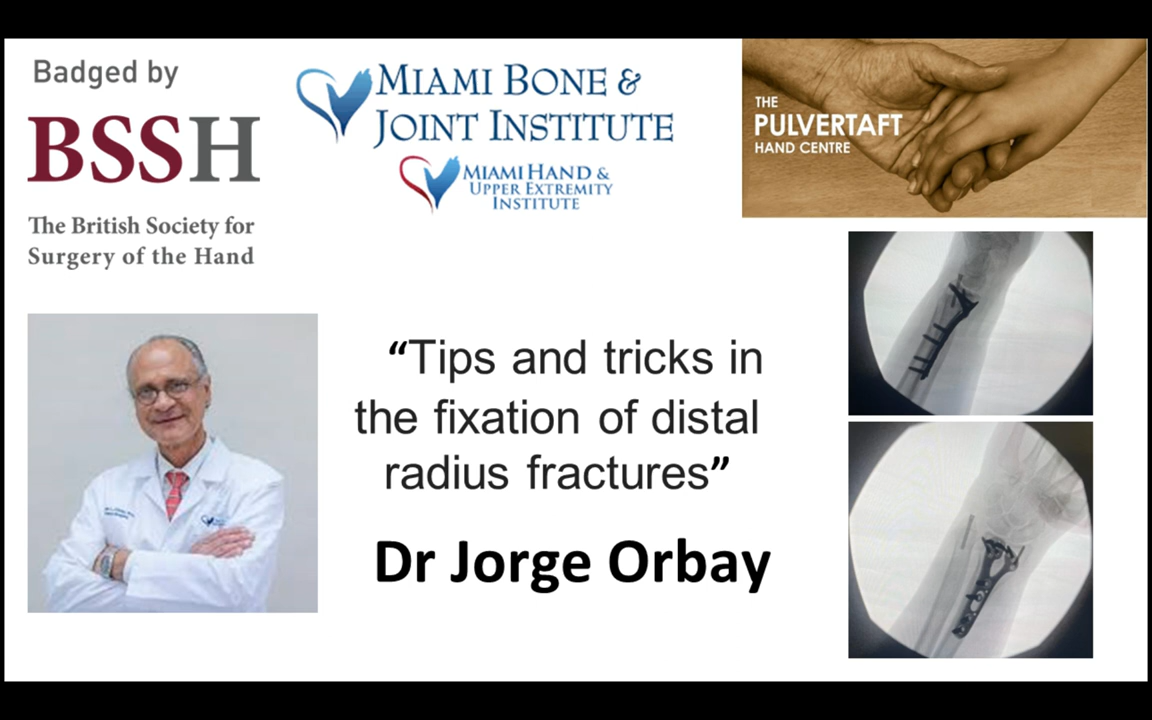 Badged by
BSSH
The British Society for
Surgery of the Hand
MIAMI BONE &
JOINT INSTITUTE
MIAMI HAND &
UPPER EXTREMITY
INSTITUTE
THE
PULVERTAFT
HAND CENTRE
“Tips and tricks in
the fixation of distal
radius fractures”
Dr Jorge Orbay